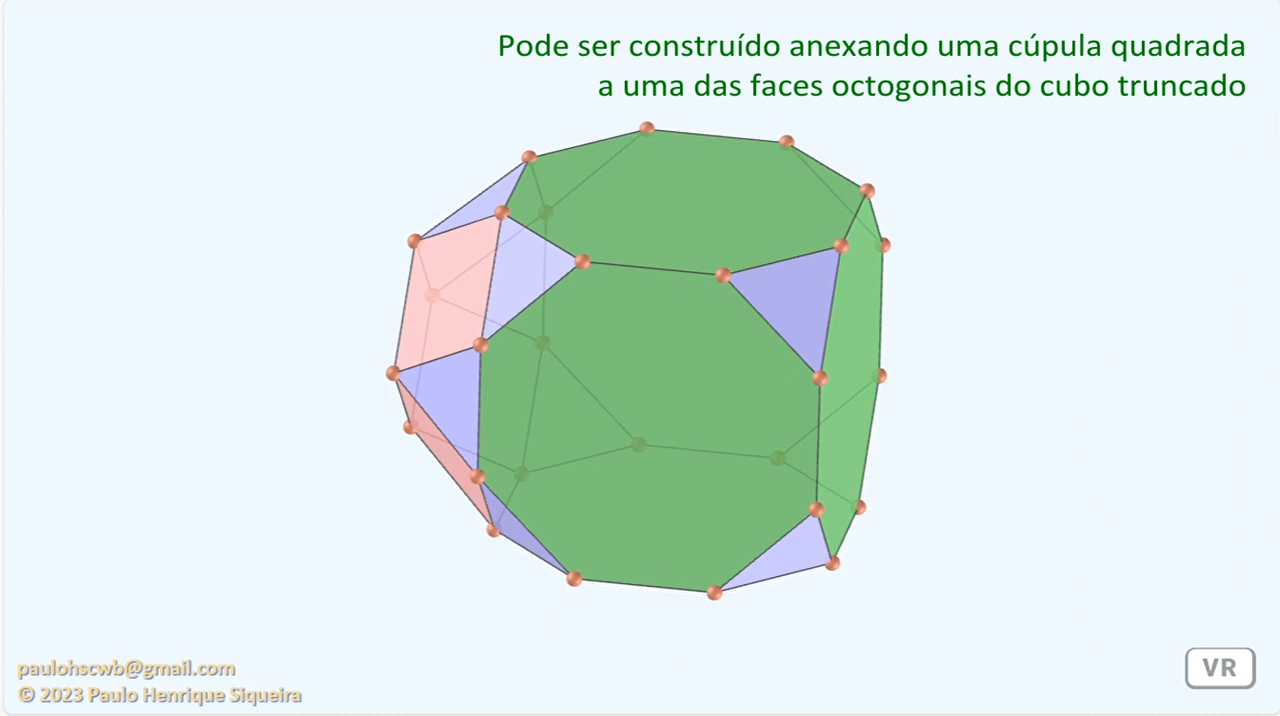 Pode ser construído anexando uma cúpula quadrada
a uma das faces octogonais do cubo truncado
paulohscwb@gmail.com
© 2023 Paulo Henrique Siqueira
VR